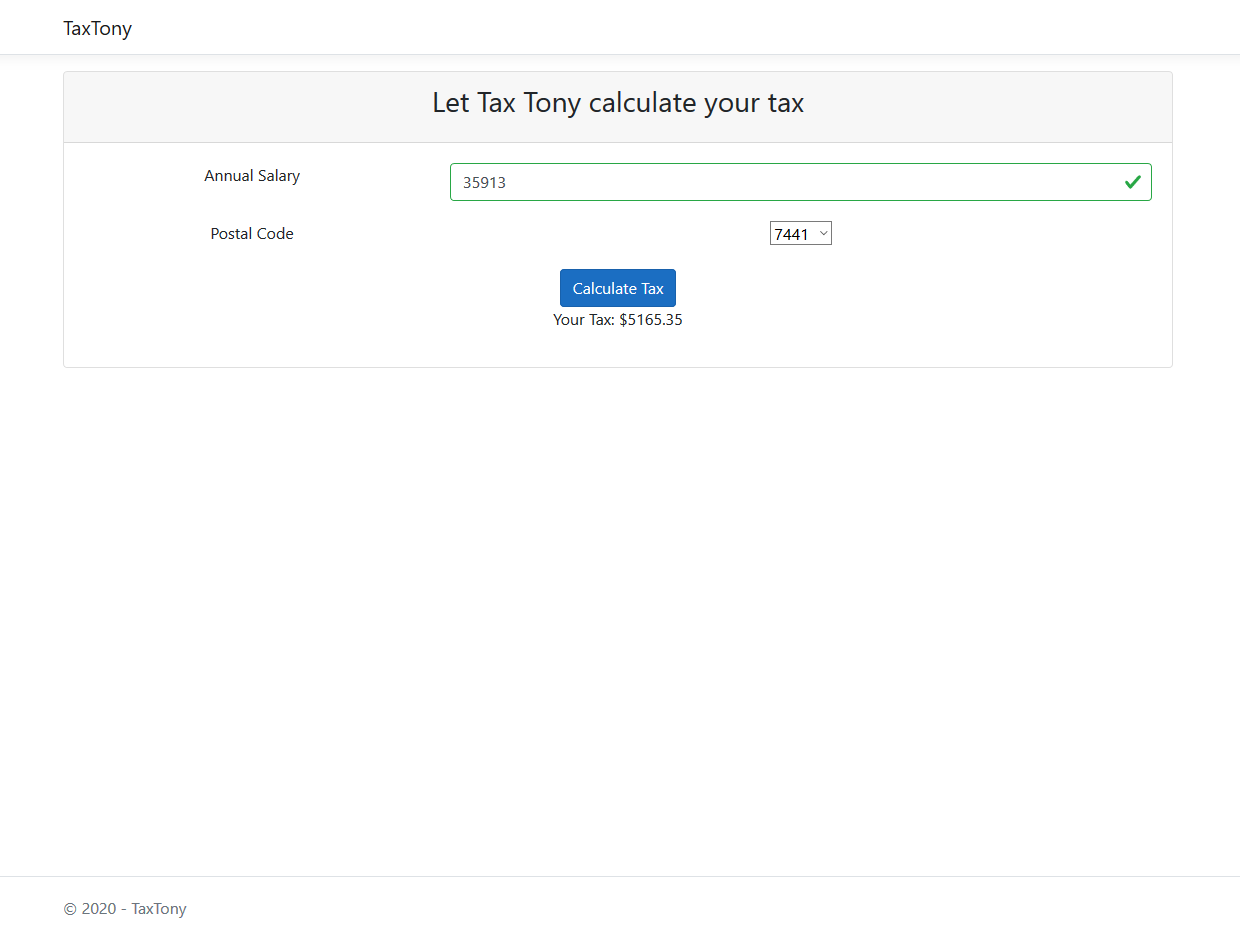 TaxTony
Let Tax Tony calculate your tax
Annual Salary
35913
Postal Code
7441
Calculate Tax
Your Tax: $5165.35
© 2020 - TaxTony